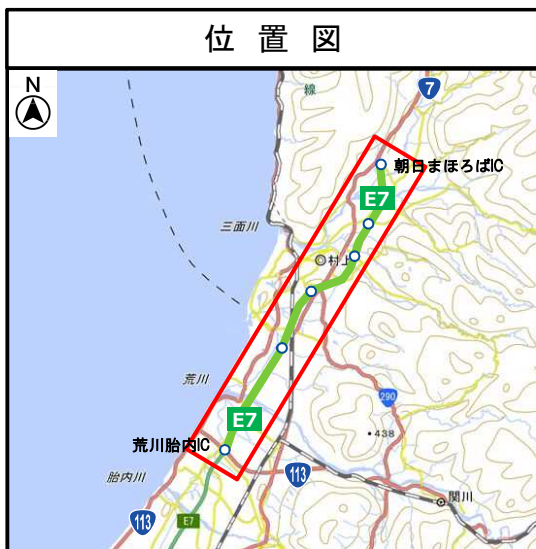 位置図
N
線
7
朝日まほろばIC
E7
三面川
◎村上
荒川
290
E7
・438
荒川胎内IC
胎内川
113
関川
E7
113